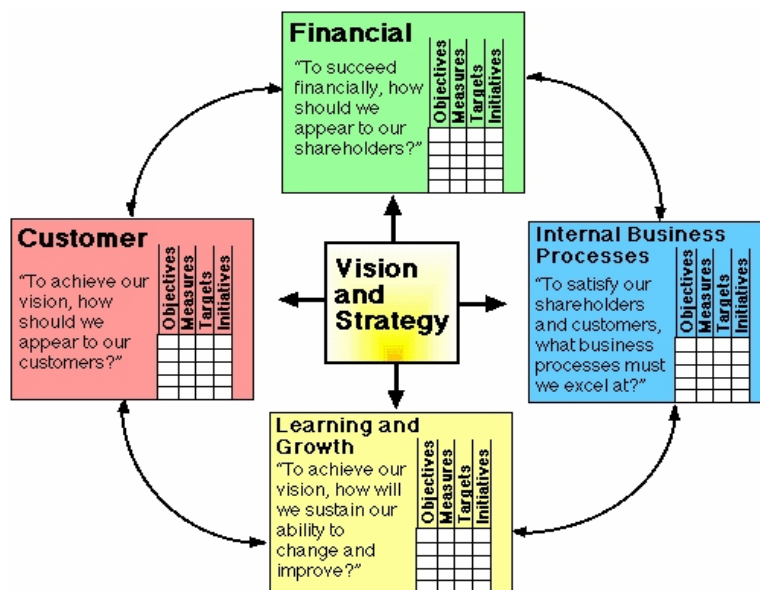 Financial
“To succeed
financially, how
should we
appear to our
shareholders?”
Objectives
Measures
Targets
Initiatives
Customer
“To achieve our
vision, how
should we
appear to our
customers?”
Objectives
Measures
Targets
Initiatives
Vision
and
Strategy
Internal Business
Processes
“To satisfy our
shareholders
and customers,
what business
processes must
we excel at?”
Objectives
Measures
Targets
Initiatives
Learning and
Growth
“To achieve our
vision, how will
we sustain our
ability to
change and
improve?”
Objectives
Measures
Targets
Initiatives